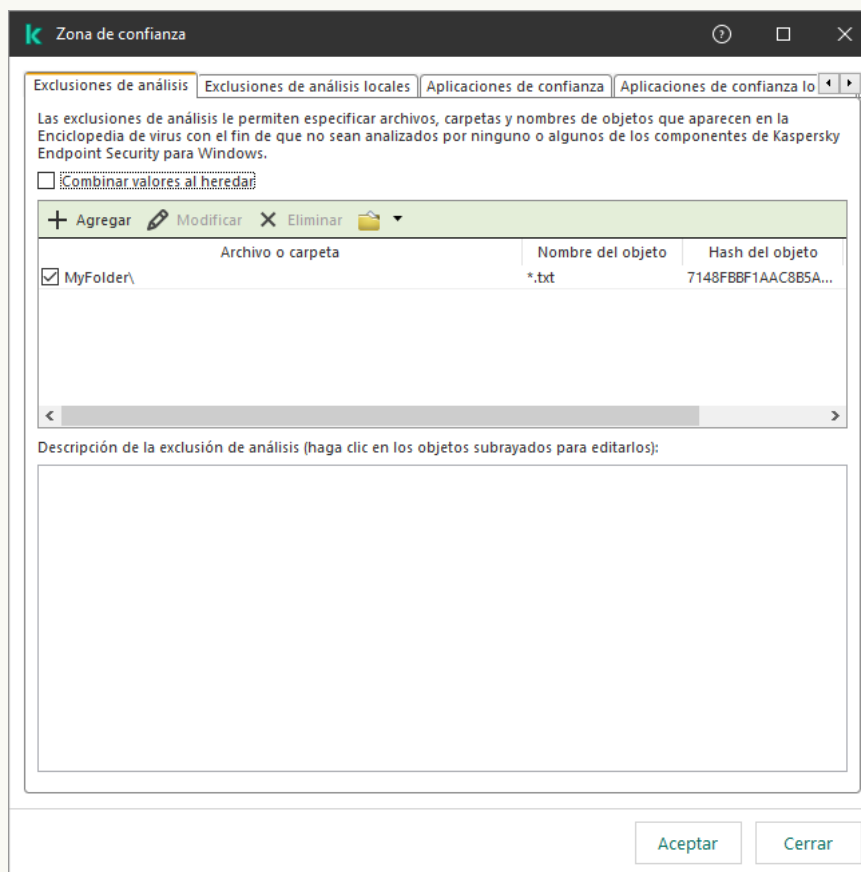 Zona de confianza
Exclusiones de análisis
Exclusiones de análisis locales
Aplicaciones de confianza
Aplicaciones de confianza lo
Las exclusiones de análisis le permiten especificar archivos, carpetas y nombres de objetos que aparecen en la
Enciclopedia de virus con el fin de que no sean analizados por ninguno o algunos de los componentes de Kaspersky
Endpoint Security para Windows.
Combinar valores al heredar
Agregar Modificar Eliminar
Archivo o carpeta Nombre del objeto Hash del objeto
MyFolder\ *.txt 7148FBBF1AAC8B5A...
Descripción de la exclusión de análisis (haga clic en los objetos subrayados para editarlos):
Aceptar Cerrar